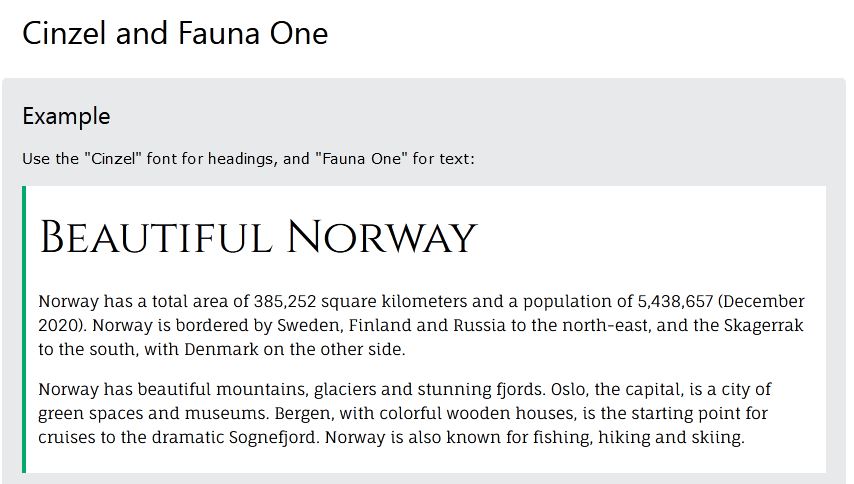 Cinzel and Fauna One
Example
Use the "Cinzel" font for headings, and "Fauna One" for text:
Beautiful Norway
Norway has a total area of 385,252 square kilometers and a population of 5,438,657 (December
2020). Norway is bordered by Sweden, Finland and Russia to the north-east, and the Skagerrak
to the south, with Denmark on the other side.
Norway has beautiful mountains, glaciers and stunning fjords. Oslo, the capital, is a city of
green spaces and museums. Bergen, with colorful wooden houses, is the starting point for
cruises to the dramatic Sognefjord. Norway is also known for fishing, hiking and skiing.